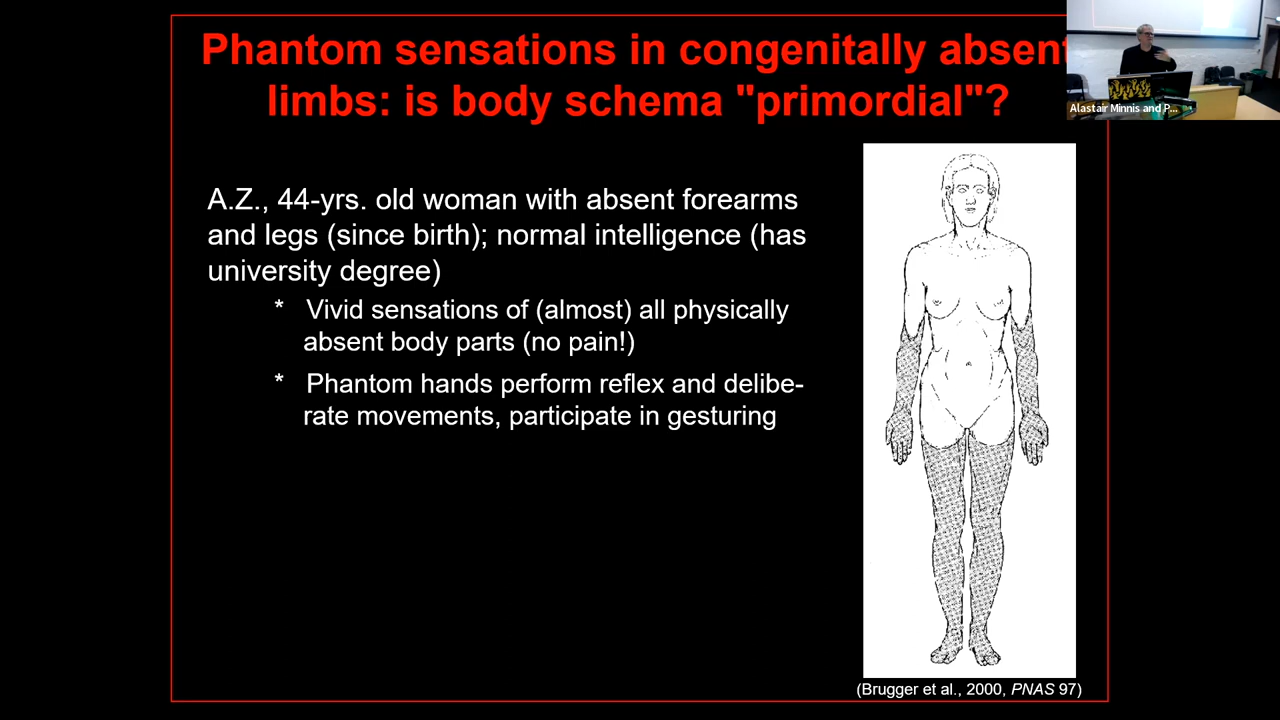 Phantom sensations in congenitally absent
limbs: is body schema "primordial"?
Alastair Minnis and P...
A.Z., 44-yrs. old woman with absent forearms
and legs (since birth); normal intelligence (has
university degree)
* Vivid sensations of (almost) all physically
absent body parts (no pain!)
* Phantom hands perform reflex and delibe-
rate movements, participate in gesturing
(Brugger et al., 2000, PNAS 97)